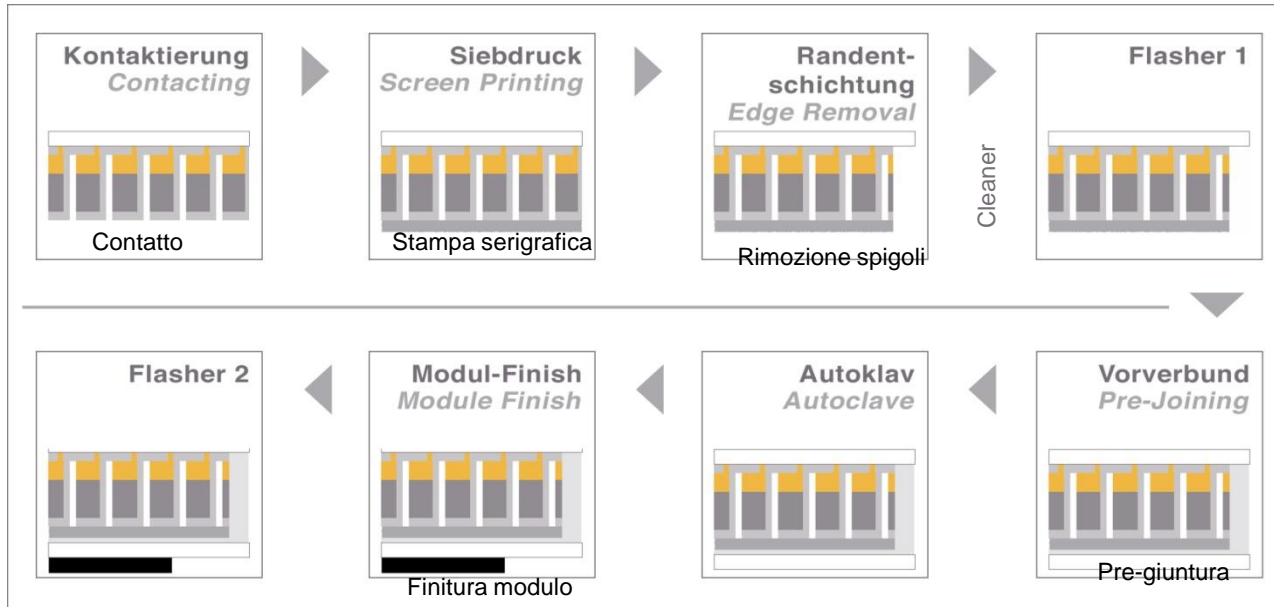 Kontaktierung
Contacting
Contatto
Siebdruck
Screen Printing
Stampa serigrafica
Randent-
schichtung
Edge Removal
Rimozione spigoli
Cleaner
Flasher 1
Flasher 2
Modul-Finish
Module Finish
Finitura modulo
Autoklav
Autoclave
Vorverbund
Pre-Joining
Pre-giuntura